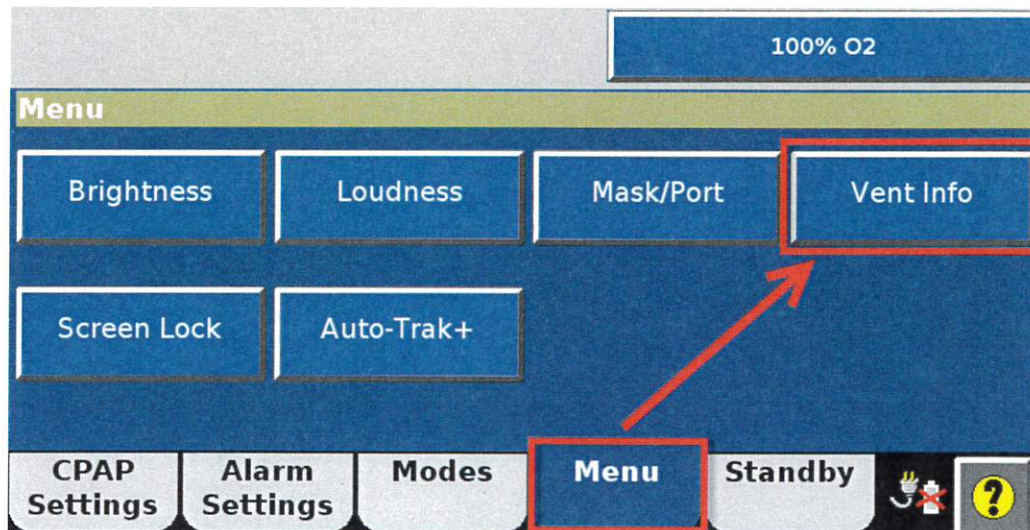 100% O2
Menu
Brightness Loudness Mask/Port Vent Info
Screen Lock Auto-Trak+
CPAP Settings
Alarm Settings
Modes
Menu
Standby
?